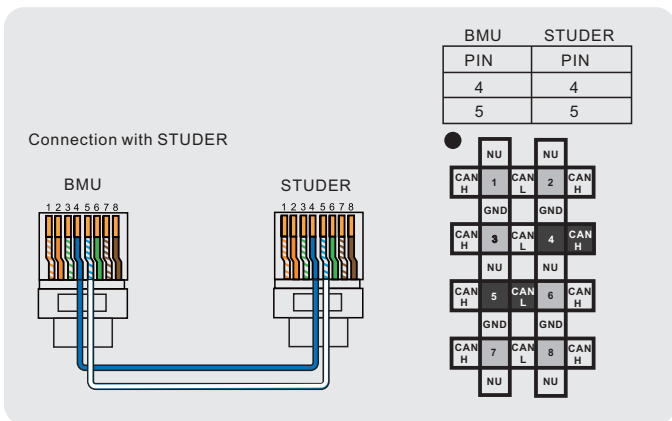 BMU STUDER
PIN PIN
4 4
5 5
Connection with STUDER
BMU STUDER
1 2 3 4 5 6 7 8 1 2 3 4 5 6 7 8
NU NU
CAN H 1 CAN L 2 CAN H
GND GND
CAN H 3 CAN L 4 CAN H
NU NU
CAN H 5 CAN L 6 CAN H
GND GND
CAN H 7 CAN L 8 CAN H
NU NU